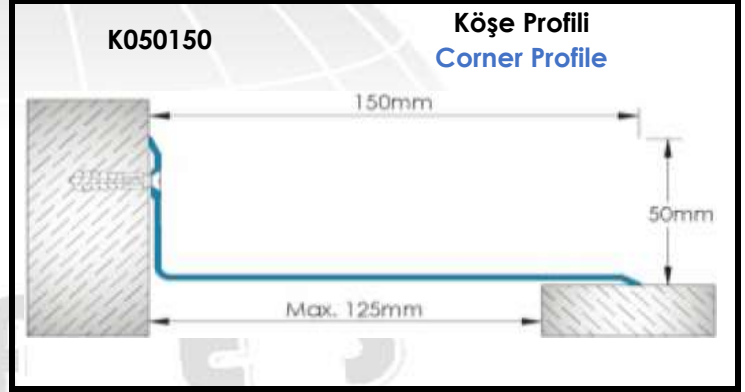 K050150
Köşe Profili
Corner Profile
150mm
50mm
Max. 125mm